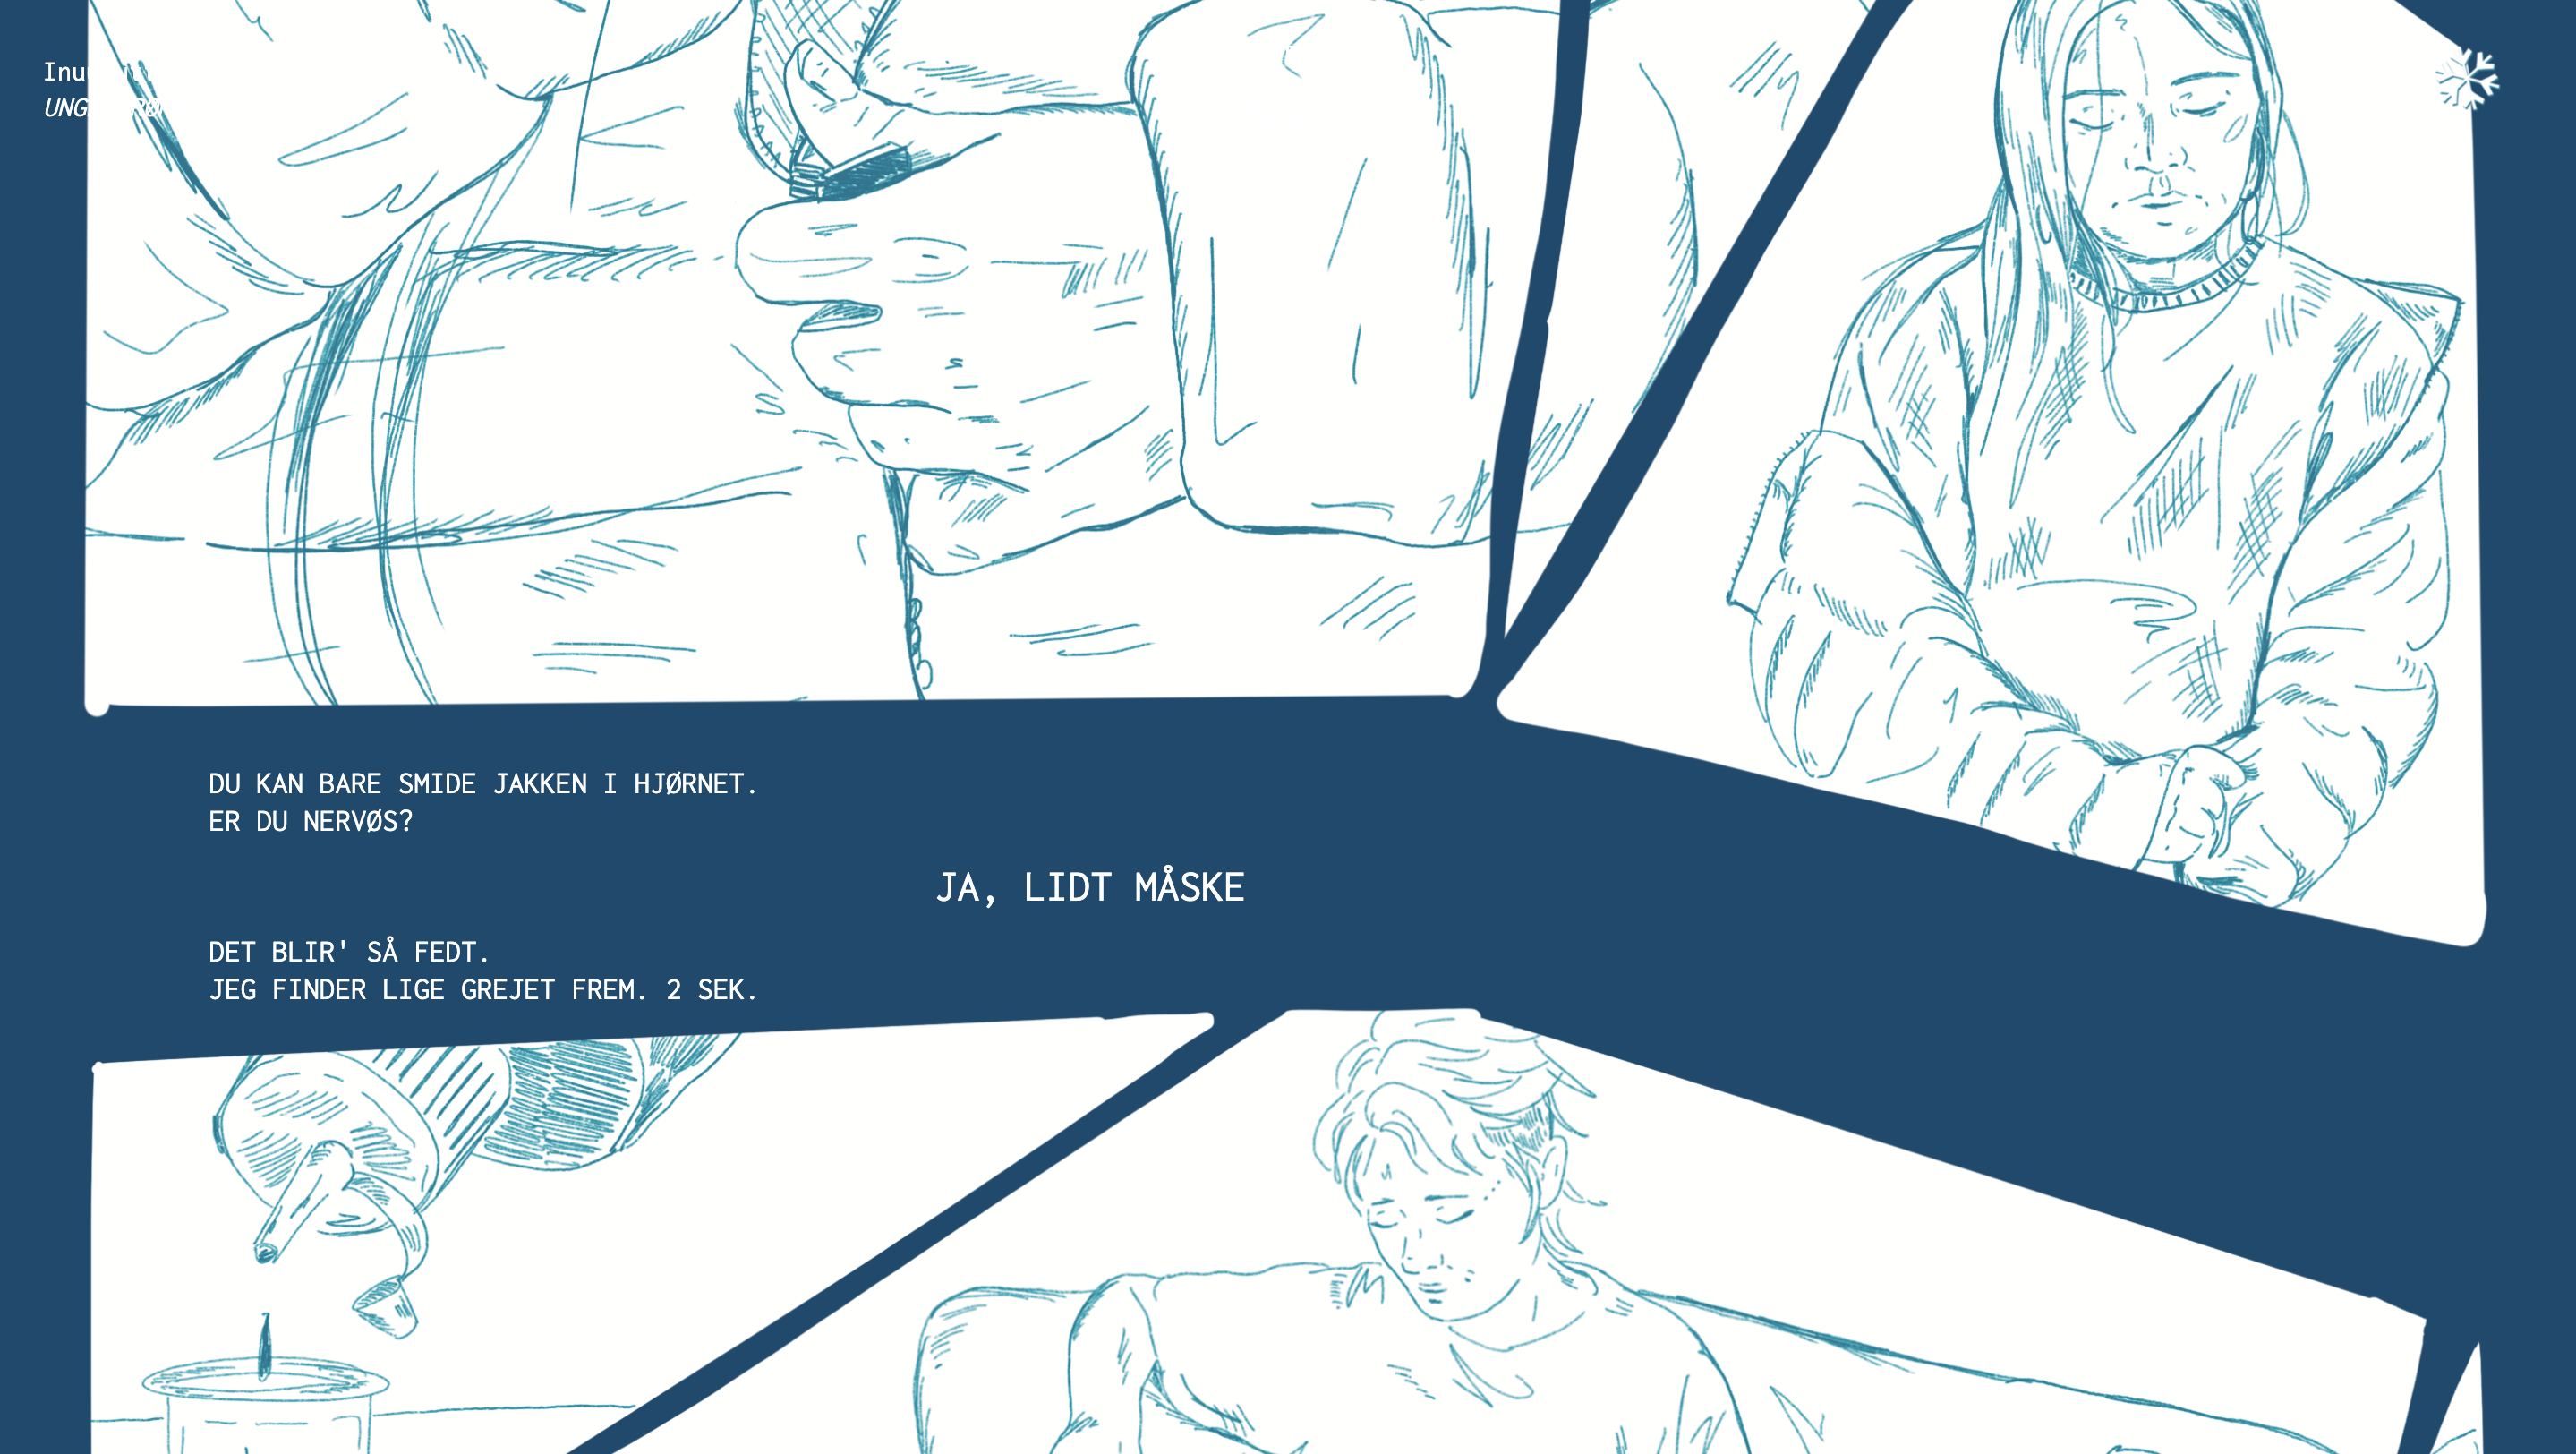 DU KAN BARE SMIDE JAKKEN I HJØRNET.
ER DU NERVØS?
JA, LIDT MÅSKE
DET BLIR' SÅ FEDT.
JEG FINDER LIGE GREJET FREM. 2 SEK.